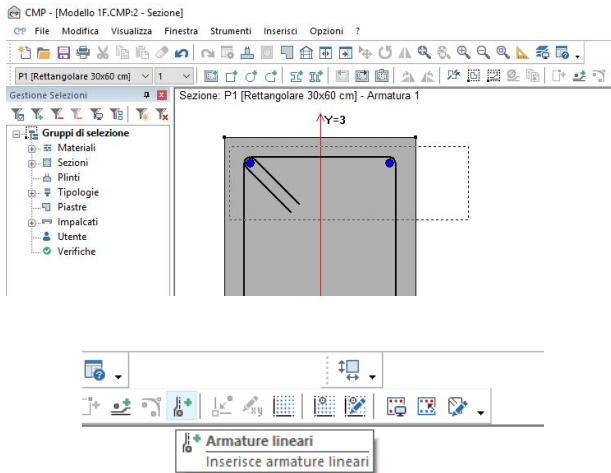 CMP - [Modello 1F.CMP:2 - Sezione]
File Modifica Visualizza Finestra Strumenti Inserisci Opzioni ?
P1 [Rettangolare 30x60 cm] 1
Gestione Selezioni
Sezione: P1 [Rettangolare 30x60 cm] - Armatura 1
Y=3
Gruppi di selezione
Materiali
Sezioni
Plinti
Tipologie
Piastre
Impalcati
Utente
Verifiche
Armature lineari
Inserisce armature lineari